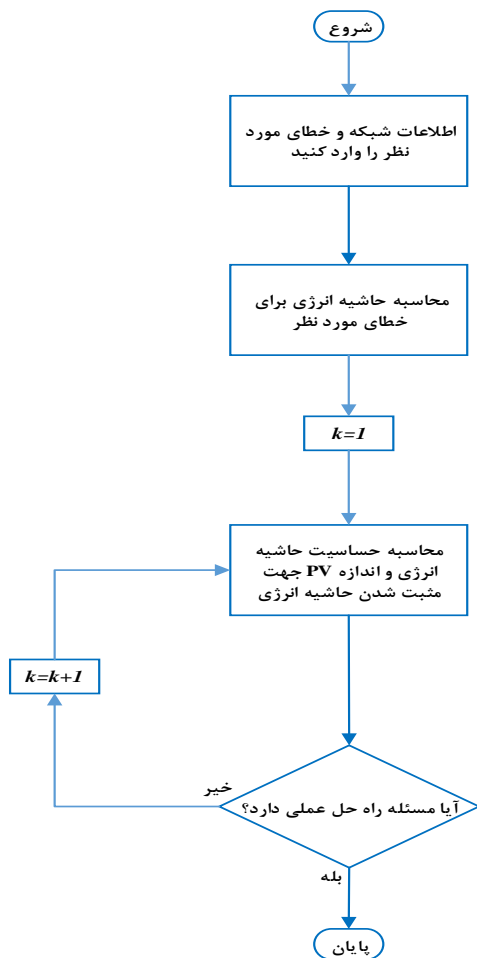 شروع
اطلاعات شبکه و خطای مورد
نظر را وارد کنید
محاسبه حاشیه انرژی برای
خطای مورد نظر
k=1
محاسبه حساسیت حاشیه
انرژی و اندازه PV جهت
مثبت شدن حاشیه انرژی
k=k+1
خیر
آیا مسئله راه حل عملی دارد؟
بله
پایان